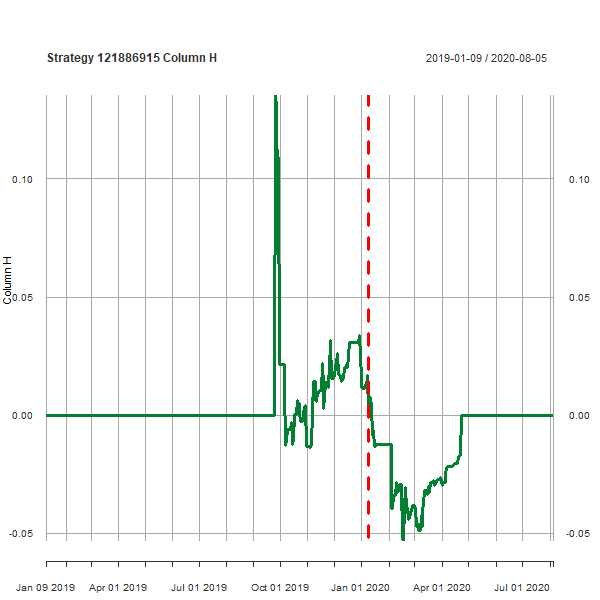 Strategy 121886915 Column H
2019-01-09 / 2020-08-05
0.10 0.10
Column H
0.05 0.05
0.00 0.00
-0.05 -0.05
Jan 09 2019 Apr 01 2019 Jul 01 2019 Oct 01 2019 Jan 01 2020 Apr 01 2020 Jul 01 2020